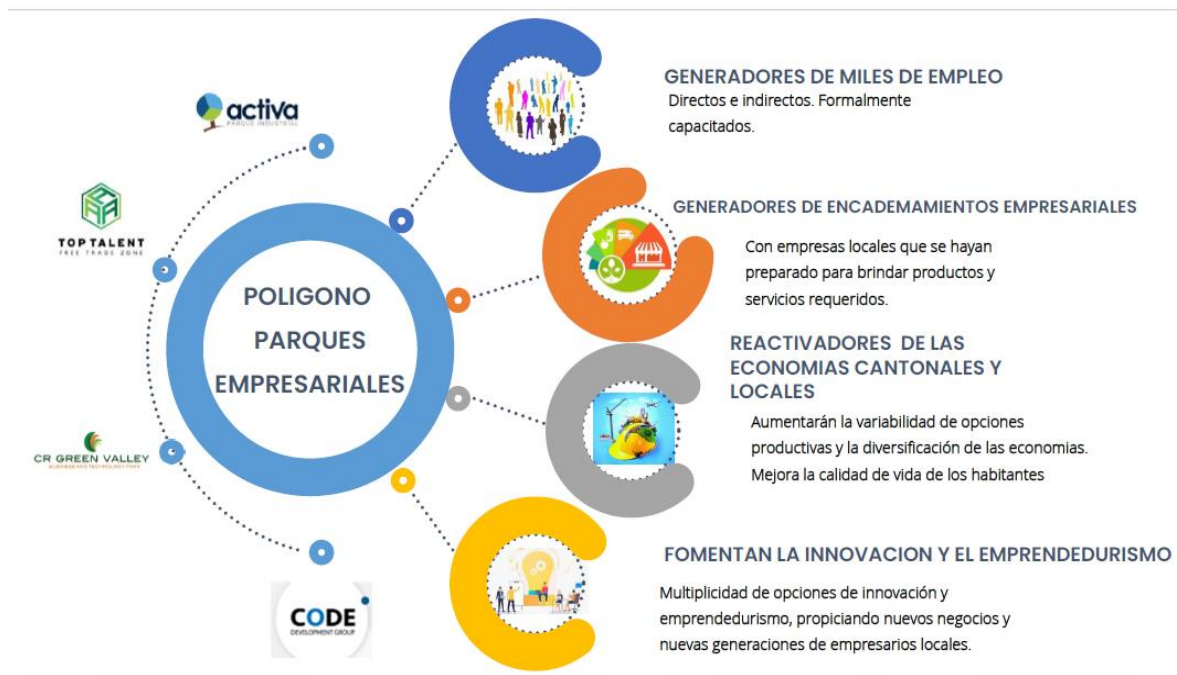 activa
PARQUE INDUSTRIAL
TOP TALENT
FREE TRADE ZONE
CR GREEN VALLEY
BUSINESS AND TECHNOLOGY PARK
CODE
DEVELOPMENT GROUP
POLIGONO
PARQUES
EMPRESARIALES
GENERADORES DE MILES DE EMPLEO
Directos e indirectos. Formalmente
capacitados.
GENERADORES DE ENCADEMAMIENTOS EMPRESARIALES
Con empresas locales que se hayan
preparado para brindar productos y
servicios requeridos.
REACTIVADORES DE LAS
ECONOMIAS CANTONALES Y
LOCALES
Aumentarán la variabilidad de opciones
productivas y la diversificación de las economias.
Mejora la calidad de vida de los habitantes
FOMENTAN LA INNOVACION Y EL EMPRENDEDURISMO
Multiplicidad de opciones de innovación y
emprendedurismo, propiciando nuevos negocios y
nuevas generaciones de empresarios locales.